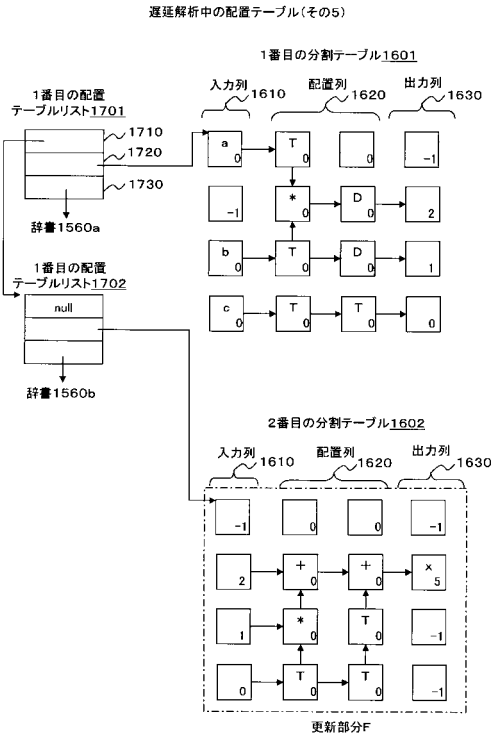 遅延解析中の配置テーブル(その5)
1番目の分割テーブル1601
入力列 1610
配置列 1620
出力列 1630
1番目の配置
テーブルリスト1701
1710
1720
1730
辞書1560a
a 0
T 0
0
-1
-1
* 0
D 0
2
b 0
T 0
D 0
1
c 0
T 0
T 0
0
1番目の配置
テーブルリスト1702
null
辞書1560b
2番目の分割テーブル1602
入力列 1610
配置列 1620
出力列 1630
-1
0
0
-1
2
+ 0
+ 0
× 5
1
* 0
T 0
-1
0
T 0
T 0
-1
更新部分F